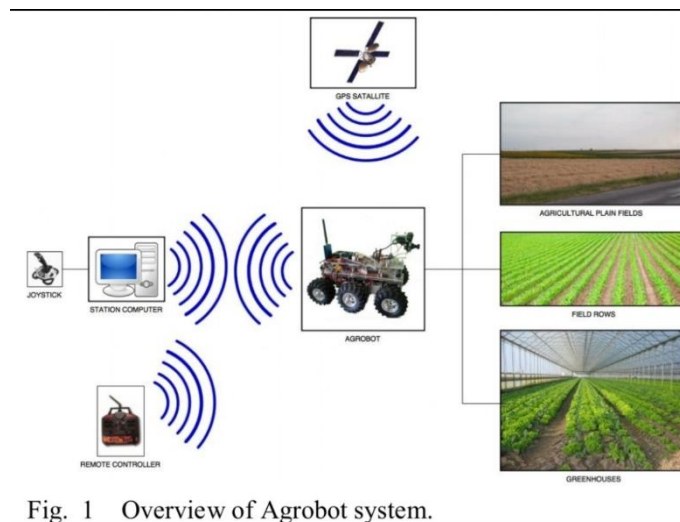 GPS SATALLITE
AGRICULTURAL PLAIN FIELDS
JOYSTICK
STATION COMPUTER
AGROBOT
FIELD ROWS
REMOTE CONTROLLER
GREENHOUSES
Fig. 1 Overview of Agrobot system.